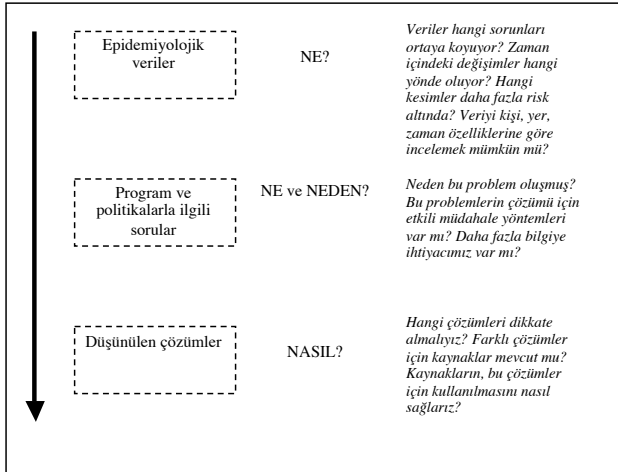 Epidemiyolojik
veriler
NE?
Veriler hangi sorunları
ortaya koyuyor? Zaman
içindeki değişimler hangi
yönde oluyor? Hangi
kesimler daha fazla risk
altında? Veriyi kişi, yer,
zaman özelliklerine göre
incelemek mümkün mü?
Program ve
politikalarla ilgili
sorular
NE ve NEDEN?
Neden bu problem oluşmuş?
Bu problemlerin çözümü için
etkili müdahale yöntemleri
var mı? Daha fazla bilgiye
ihtiyacımız var mı?
Düşünülen çözümler
NASIL?
Hangi çözümleri dikkate
almalıyız? Farklı çözümler
için kaynaklar mevcut mu?
Kaynakların, bu çözümler
için kullanılmasını nasıl
sağlarız?